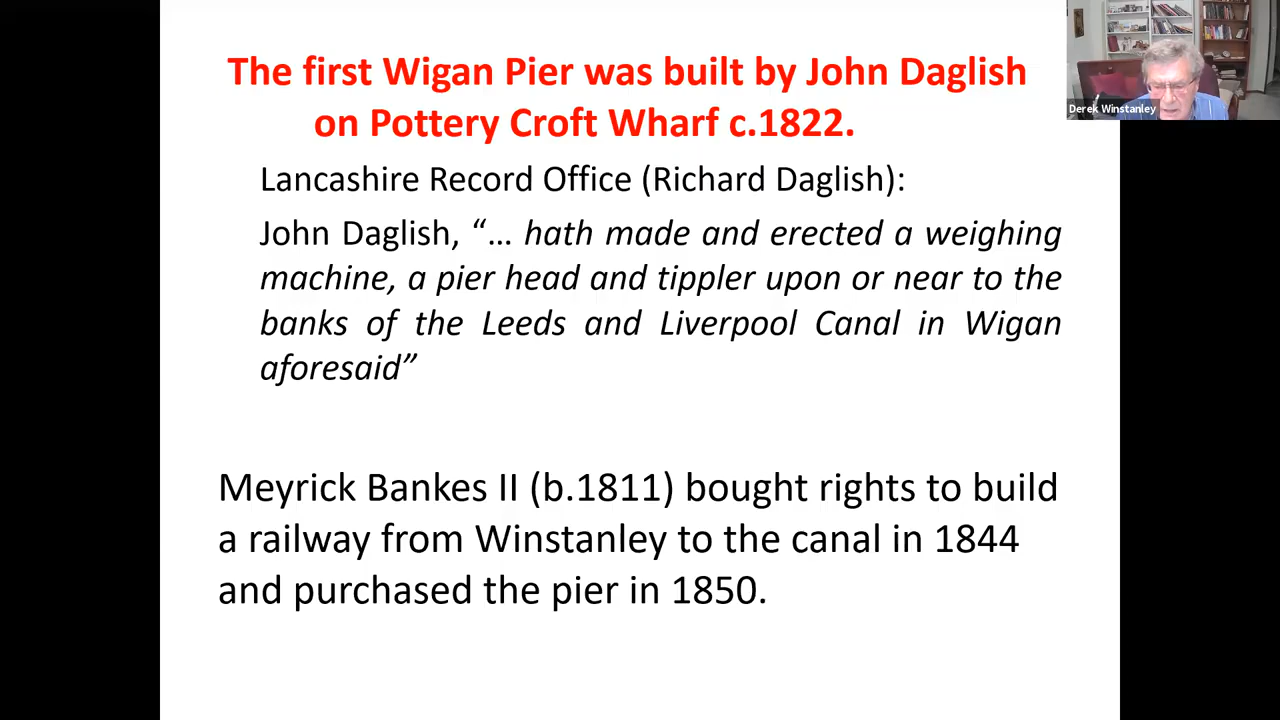 The first Wigan Pier was built by John Daglish
on Pottery Croft Wharf c.1822.
Lancashire Record Office (Richard Daglish):
John Daglish, “… hath made and erected a weighing
machine, a pier head and tippler upon or near to the
banks of the Leeds and Liverpool Canal in Wigan
aforesaid”
Meyrick Bankes II (b.1811) bought rights to build
a railway from Winstanley to the canal in 1844
and purchased the pier in 1850.
Derek Winstanley